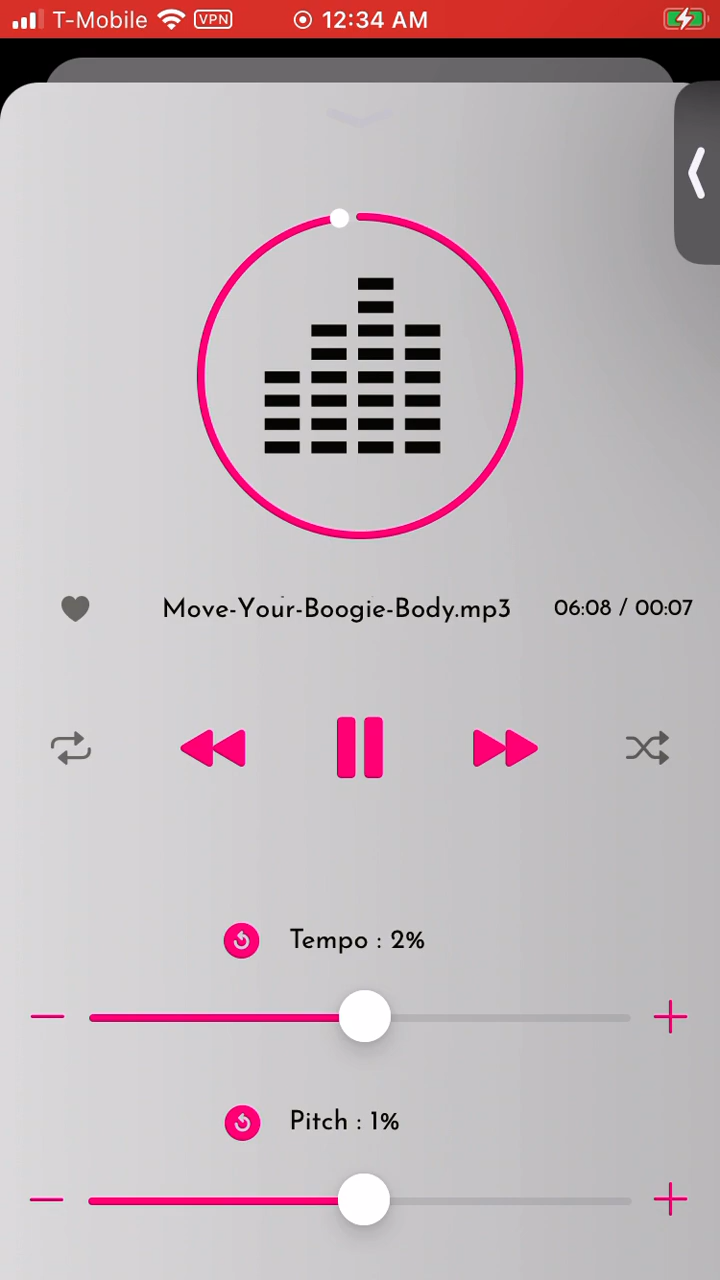 T-Mobile VPN 12:34 AM
Move-Your-Boogie-Body.mp3 06:08 / 00:07
Tempo : 2%
Pitch : 1%